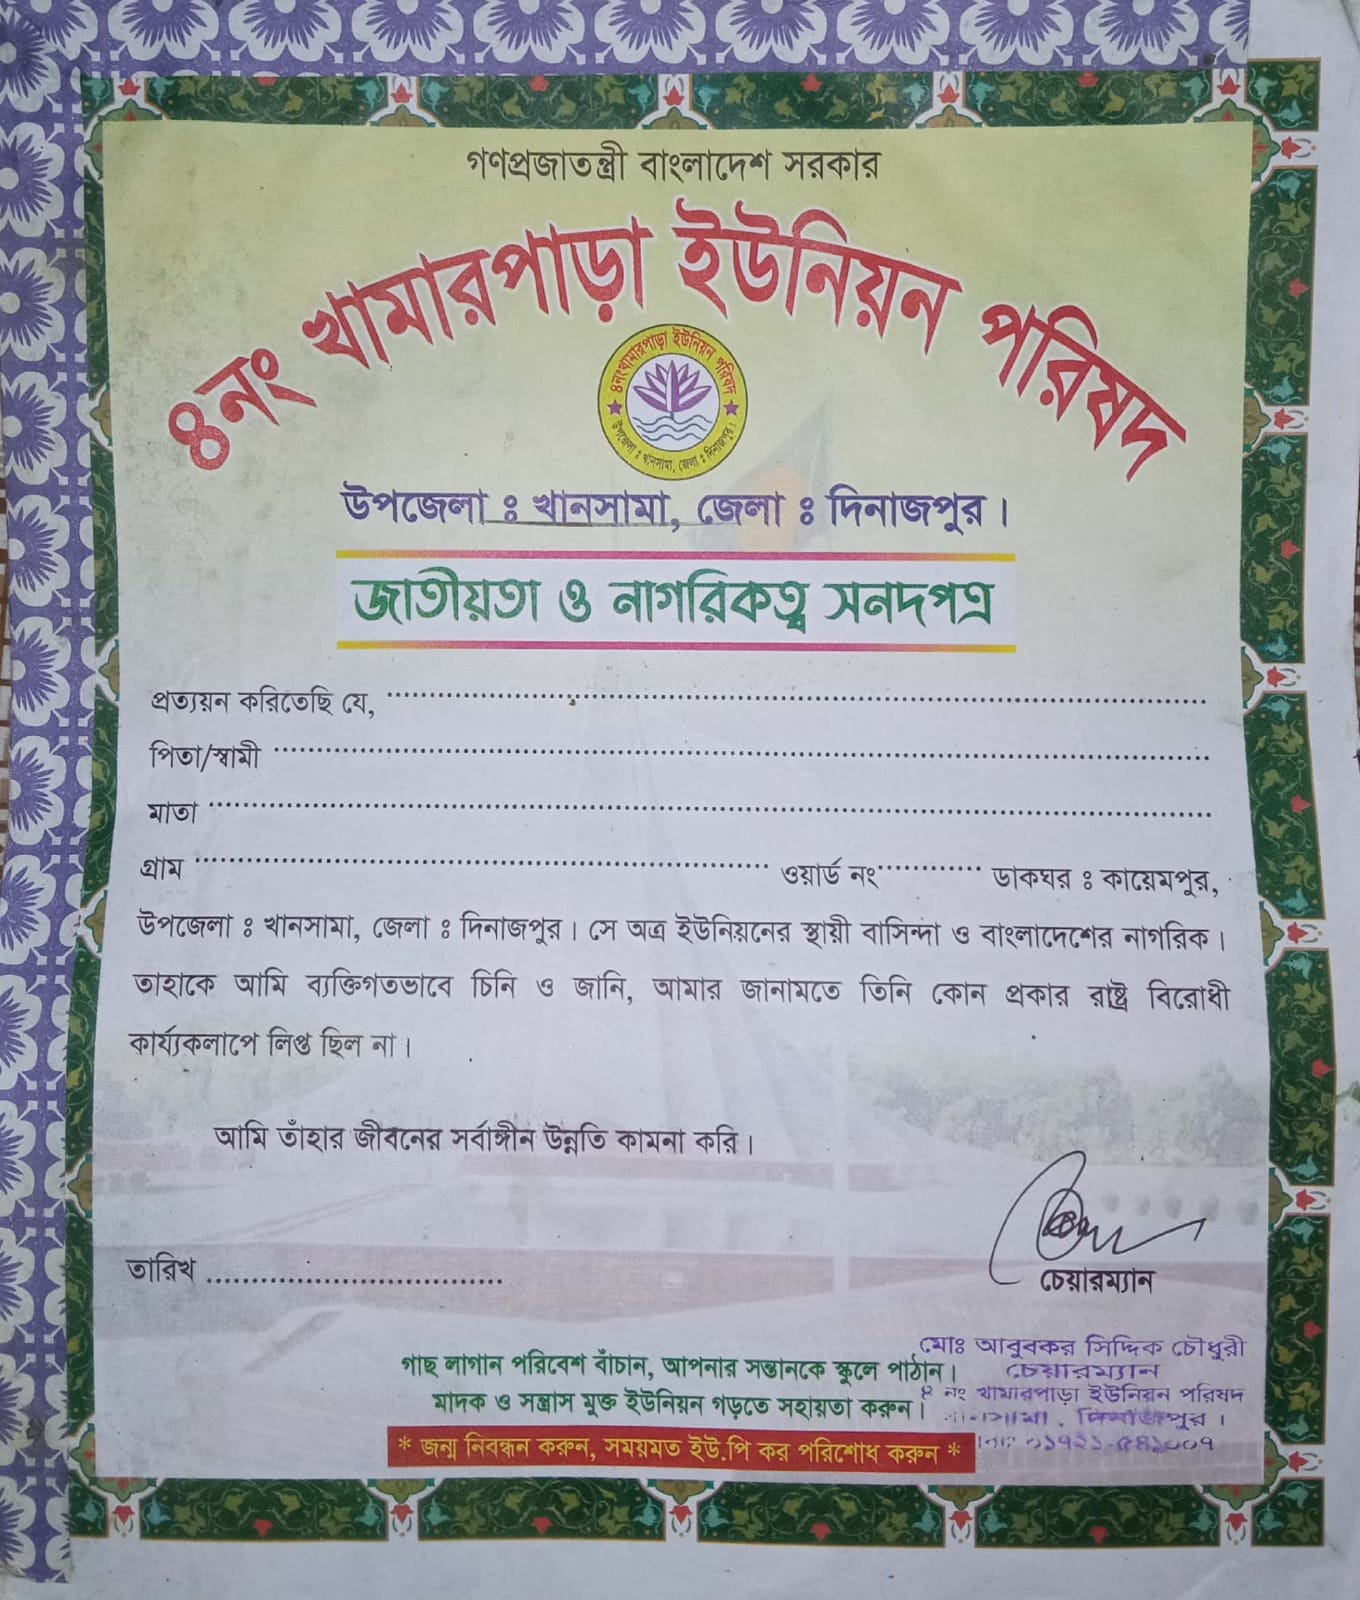 গণপ্রজাতন্ত্রী বাংলাদেশ সরকার
৪নং খামারপাড়া ইউনিয়ন পরিষদ
৪নংখামারপাড়া ইউনিয়ন পরিষদ
উপজেলা : খানসামা, জেলা : দিনাজপুর।
উপজেলা ঃ খানসামা, জেলা ঃ দিনাজপুর।
জাতীয়তা ও নাগরিকত্ব সনদপত্র
প্রত্যয়ন করিতেছি যে, ........................................
পিতা/স্বামী ........................................
মাতা ........................................
গ্রাম ........................................ ওয়ার্ড নং............ ডাকঘর ঃ কায়েমপুর,
উপজেলা ঃ খানসামা, জেলা ঃ দিনাজপুর। সে অত্র ইউনিয়নের স্থায়ী বাসিন্দা ও বাংলাদেশের নাগরিক।
তাহাকে আমি ব্যক্তিগতভাবে চিনি ও জানি, আমার জানামতে তিনি কোন প্রকার রাষ্ট্র বিরোধী
কার্য্যকলাপে লিপ্ত ছিল না।
আমি তাঁহার জীবনের সর্বাঙ্গীন উন্নতি কামনা করি।
তারিখ ....................................
চেয়ারম্যান
মোঃ আবুবকর সিদ্দিক চৌধুরী
চেয়ারম্যান
৪ নং খামারপাড়া ইউনিয়ন পরিষদ
দিনাজপুর।
গাছ লাগান পরিবেশ বাঁচান, আপনার সন্তানকে স্কুলে পাঠান।
মাদক ও সন্ত্রাস মুক্ত ইউনিয়ন গড়তে সহায়তা করুন।
* জন্ম নিবন্ধন করুন, সময়মত ইউ.পি কর পরিশোধ করুন *